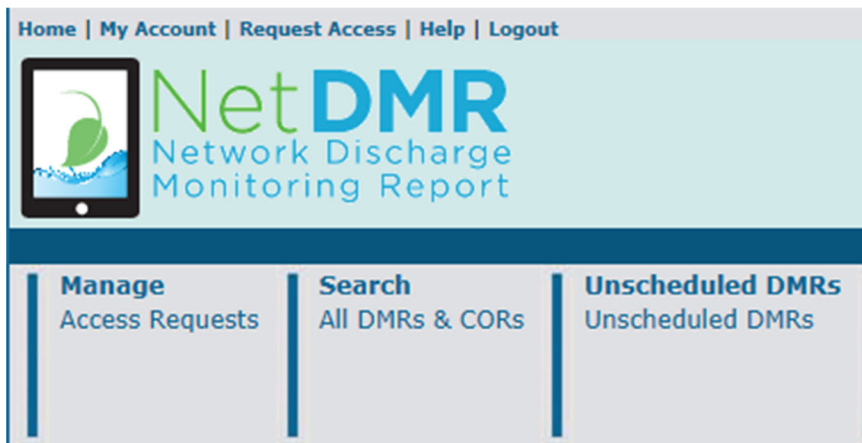 Home | My Account | Request Access | Help | Logout
NetDMR
Network Discharge
Monitoring Report
Manage
Access Requests
Search
All DMRs & CORs
Unscheduled DMRs
Unscheduled DMRs